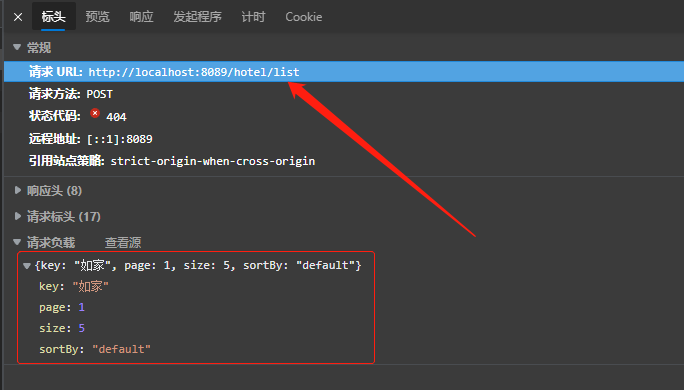 标头 预览 响应 发起程序 计时 Cookie
常规
请求 URL: http://localhost:8089/hotel/list
请求方法: POST
状态代码: 404
远程地址: [::1]:8089
引用站点策略: strict-origin-when-cross-origin
响应头 (8)
请求标头 (17)
请求负载 查看源
{key: "如家", page: 1, size: 5, sortBy: "default"}
key: "如家"
page: 1
size: 5
sortBy: "default"